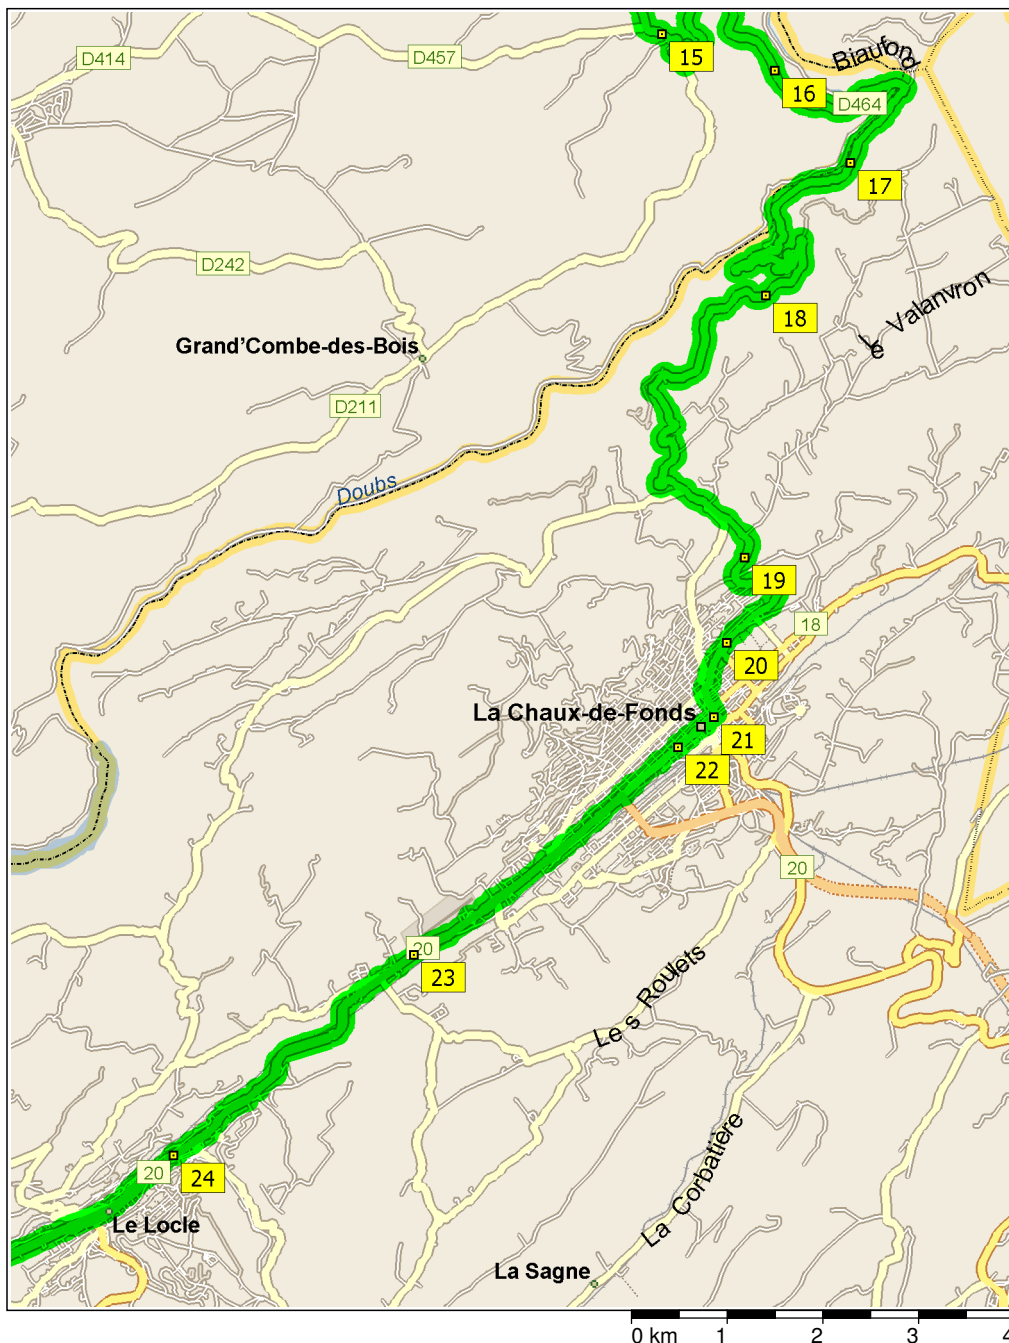 D414
D457
15
Biaufond
16
D464
17
D242
Le Valanvron
18
Grand'Combe-des-Bois
D211
Doubs
19
18
20
La Chaux-de-Fonds
21
22
20
20
23
Les Roulets
La Corbatière
20
24
Le Locle
La Sagne
0 km 1 2 3 4